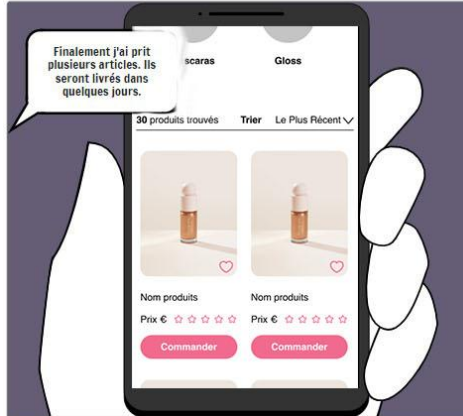 Finalement j'ai prit
plusieurs articles. Ils
seront livrés dans
quelques jours.
scaras
Gloss
30 produits trouvés Trier Le Plus Récent
Nom produits
Nom produits
Prix €
Prix €
Commander
Commander